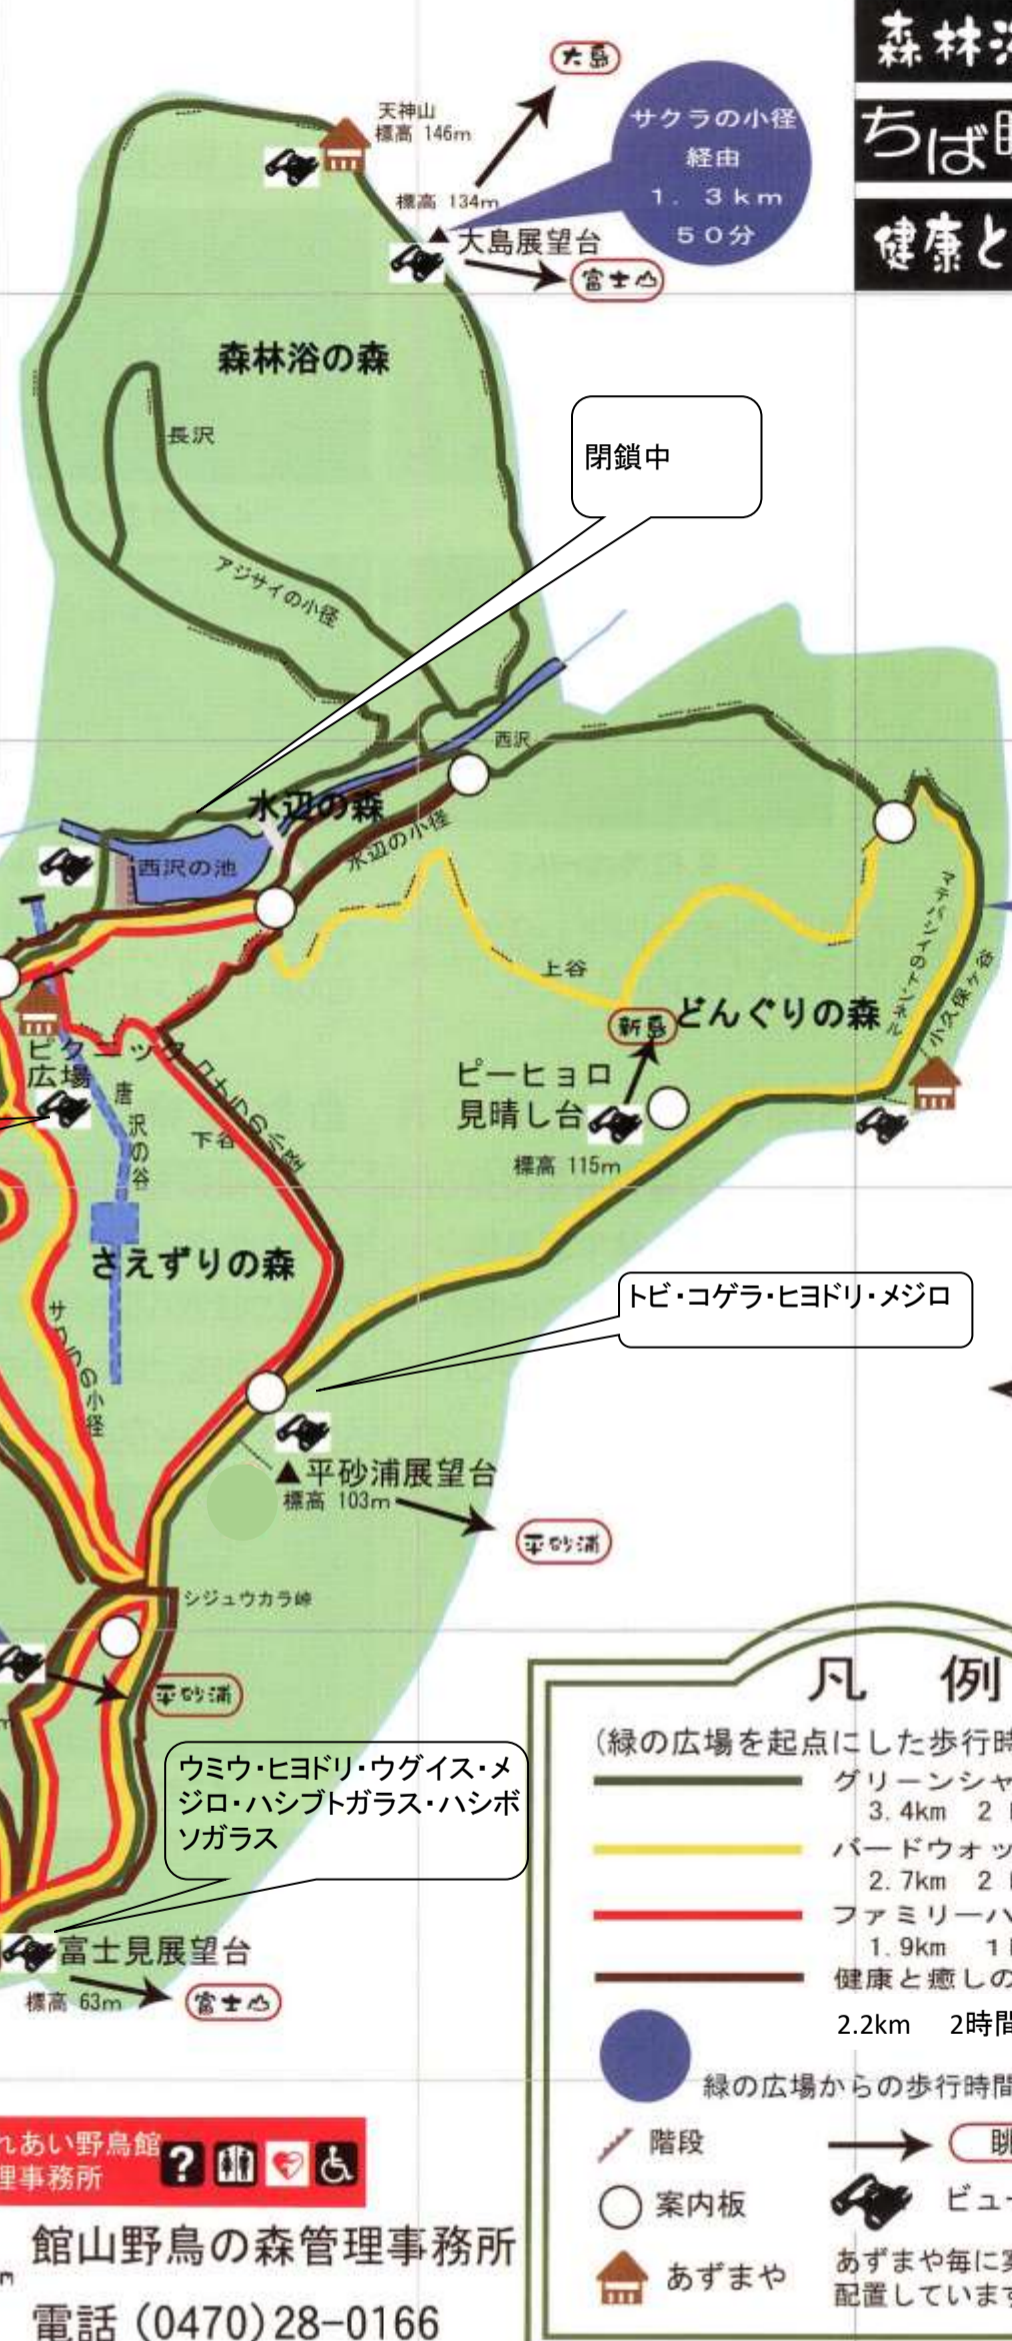 大島
サクラの小径
経由
1. 3km
50分
森林
ちば
健康と
天神山
標高 146m
標高 134m
大島展望台
富士山
森林浴の森
長沢
閉鎖中
アジサイの小径
西沢
水辺の森
水辺の小径
西沢の池
上谷
どんぐりの森
新島
マテバシイのトンネル
小久保ヶ谷
ピーヒョロ
見晴し台
標高 115m
ピクニック
広場
唐沢の谷
下谷
さえずりの森
サクラの小径
トビ・コゲラ・ヒヨドリ・メジロ
平砂浦展望台
標高 103m
平砂浦
シジュウカラ峠
平砂浦
ウミウ・ヒヨドリ・ウグイス・メ
ジロ・ハシブトガラス・ハシボ
ソガラス
富士見展望台
標高 63m
富士山
凡 例
(緑の広場を起点にした歩行時
グリーンシャ
3.4km 2
バードウォッ
2.7km 2
ファミリーハ
1.9km 1
健康と癒しの
2.2km 2時間
緑の広場からの歩行時間
階段
眺
案内板
ビュー
あずまや
あずまや毎に
配置しています
れあい野鳥館
理事務所
?
館山野鳥の森管理事務所
m
電話 (0470)28-0166